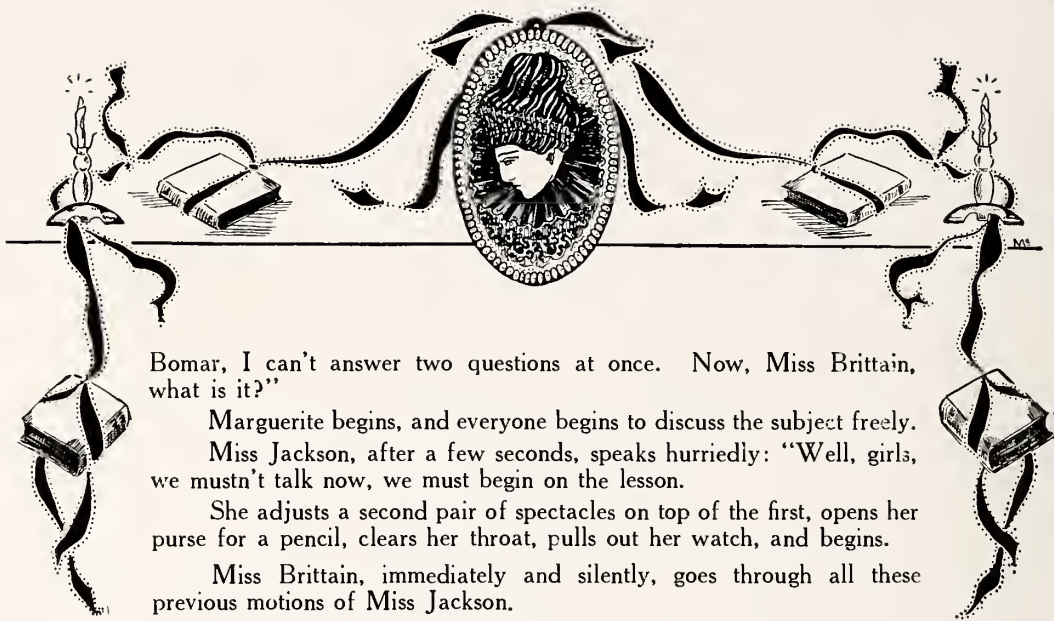 Mc
Bomar, I can't answer two questions at once. Now, Miss Brittain,
what is it?"
Marguerite begins, and everyone begins to discuss the subject freely.
Miss Jackson, after a few seconds, speaks hurriedly: "Well, girls,
we mustn't talk now, we must begin on the lesson.
She adjusts a second pair of spectacles on top of the first, opens her
purse for a pencil, clears her throat, pulls out her watch, and begins.
Miss Brittain, immediately and silently, goes through all these
previous motions of Miss Jackson.